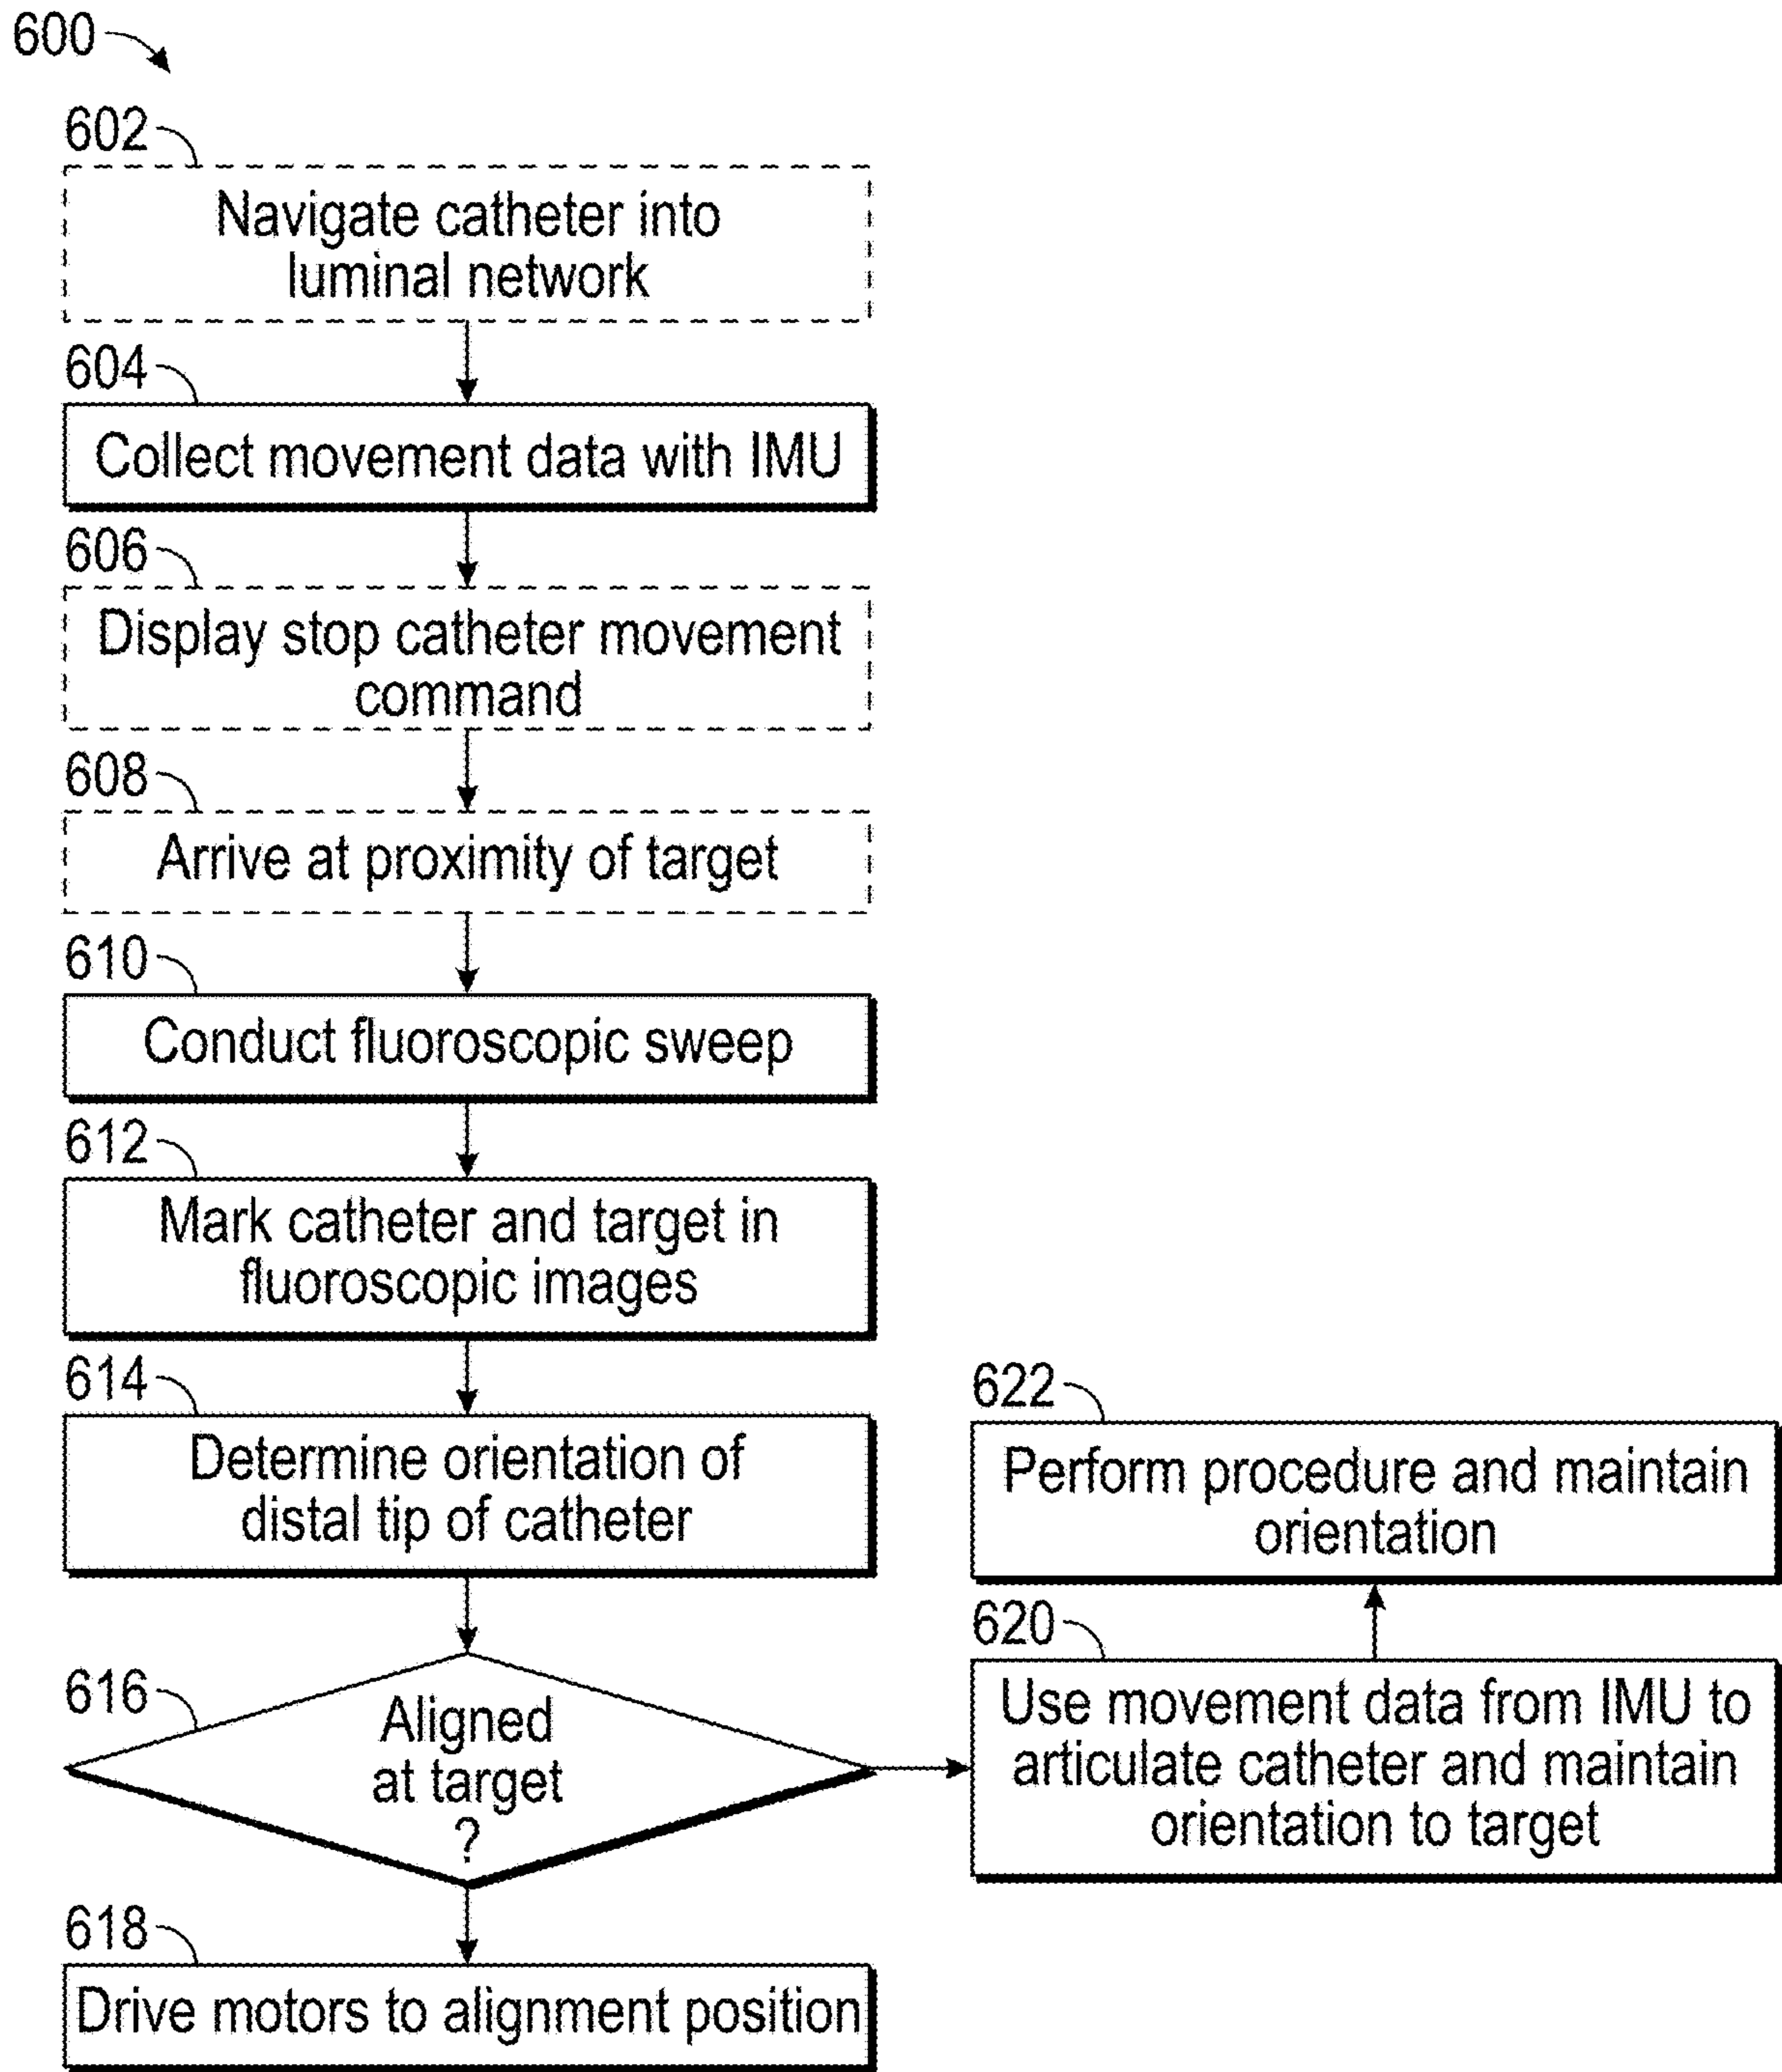 600
602
Navigate catheter into
luminal network
604
Collect movement data with IMU
606
Display stop catheter movement
command
608
Arrive at proximity of target
610
Conduct fluoroscopic sweep
612
Mark catheter and target in
fluoroscopic images
614
Determine orientation of
distal tip of catheter
616
Aligned
at target
?
618
Drive motors to alignment position
620
Use movement data from IMU to
articulate catheter and maintain
orientation to target
622
Perform procedure and maintain
orientation